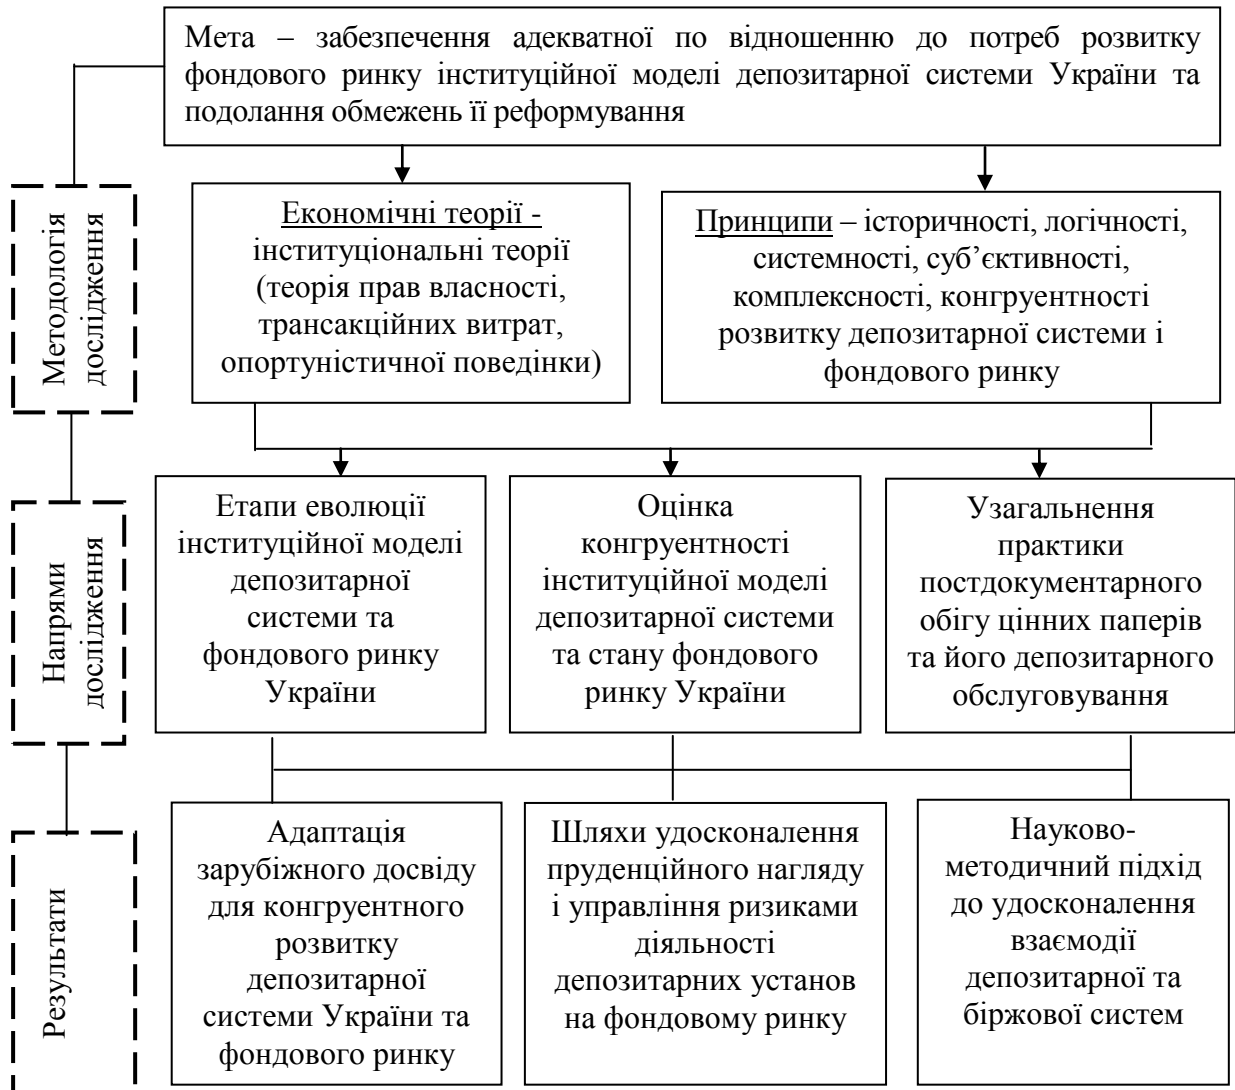 Мета – забезпечення адекватної по відношенню до потреб розвитку
фондового ринку інституційної моделі депозитарної системи України та
подолання обмежень її реформування
Методологія
дослідження
Економічні теорії -
інституціональні теорії
(теорія прав власності,
трансакційних витрат,
опортуністичної поведінки)
Принципи – історичності, логічності,
системності, суб’єктивності,
комплексності, конгруентності
розвитку депозитарної системи і
фондового ринку
Напрями
дослідження
Етапи еволюції
інституційної моделі
депозитарної
системи та
фондового ринку
України
Оцінка
конгруентності
інституційної моделі
депозитарної системи
та стану фондового
ринку України
Узагальнення
практики
постдокументарного
обігу цінних паперів
та його депозитарного
обслуговування
Результати
Адаптація
зарубіжного досвіду
для конгруентного
розвитку
депозитарної
системи України та
фондового ринку
Шляхи удосконалення
пруденційного нагляду
і управління ризиками
діяльності
депозитарних установ
на фондовому ринку
Науково-
методичний підхід
до удосконалення
взаємодії
депозитарної та
біржової систем